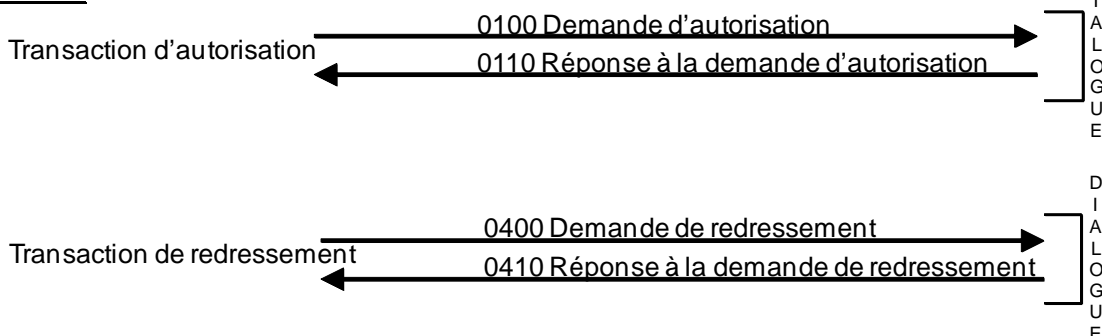 0100 Demande d’autorisation
Transaction d’autorisation
0110 Réponse à la demande d’autorisation
I
A
L
O
G
U
E
D
I
A
L
O
G
U
E
0400 Demande de redressement
Transaction de redressement
0410 Réponse à la demande de redressement